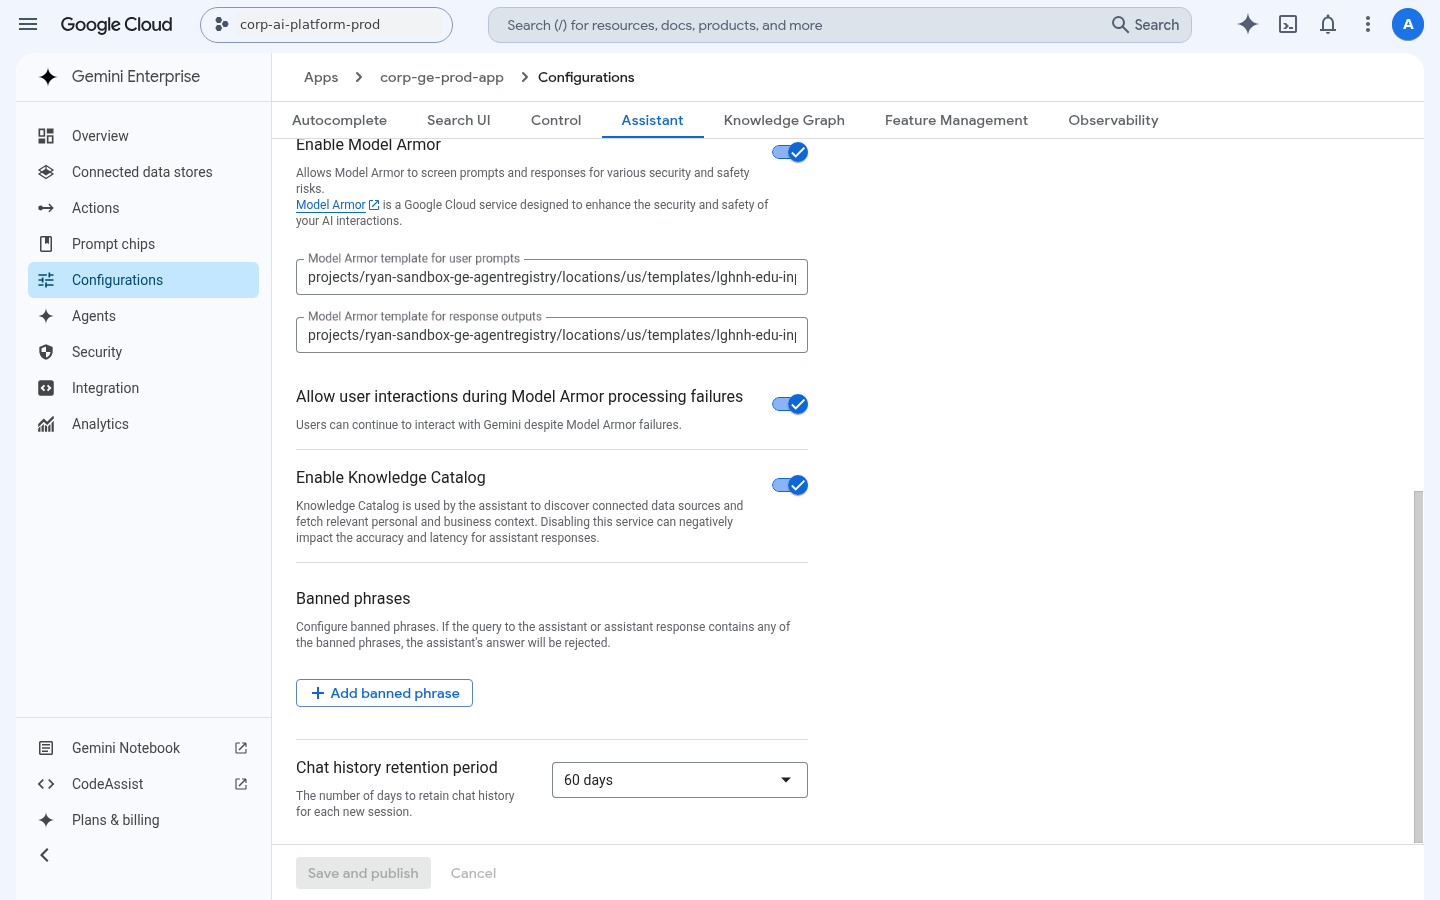 Google Cloud
corp-ai-platform-prod
Search (/) for resources, docs, products, and more
Search
A
Gemini Enterprise
Apps
corp-ge-prod-app
Configurations
Autocomplete
Search UI
Control
Assistant
Knowledge Graph
Feature Management
Observability
Overview
Connected data stores
Actions
Prompt chips
Configurations
Agents
Security
Integration
Analytics
Gemini Notebook
CodeAssist
Plans & billing
Enable Model Armor
Allows Model Armor to screen prompts and responses for various security and safety
risks.
Model Armor is a Google Cloud service designed to enhance the security and safety of
your AI interactions.
Model Armor template for user prompts
projects/ryan-sandbox-ge-agentregistry/locations/us/templates/lghnh-edu-in
Model Armor template for response outputs
projects/ryan-sandbox-ge-agentregistry/locations/us/templates/lghnh-edu-in
Allow user interactions during Model Armor processing failures
Users can continue to interact with Gemini despite Model Armor failures.
Enable Knowledge Catalog
Knowledge Catalog is used by the assistant to discover connected data sources and
fetch relevant personal and business context. Disabling this service can negatively
impact the accuracy and latency for assistant responses.
Banned phrases
Configure banned phrases. If the query to the assistant or assistant response contains any of
the banned phrases, the assistant's answer will be rejected.
Add banned phrase
Chat history retention period
60 days
The number of days to retain chat history
for each new session.
Save and publish
Cancel